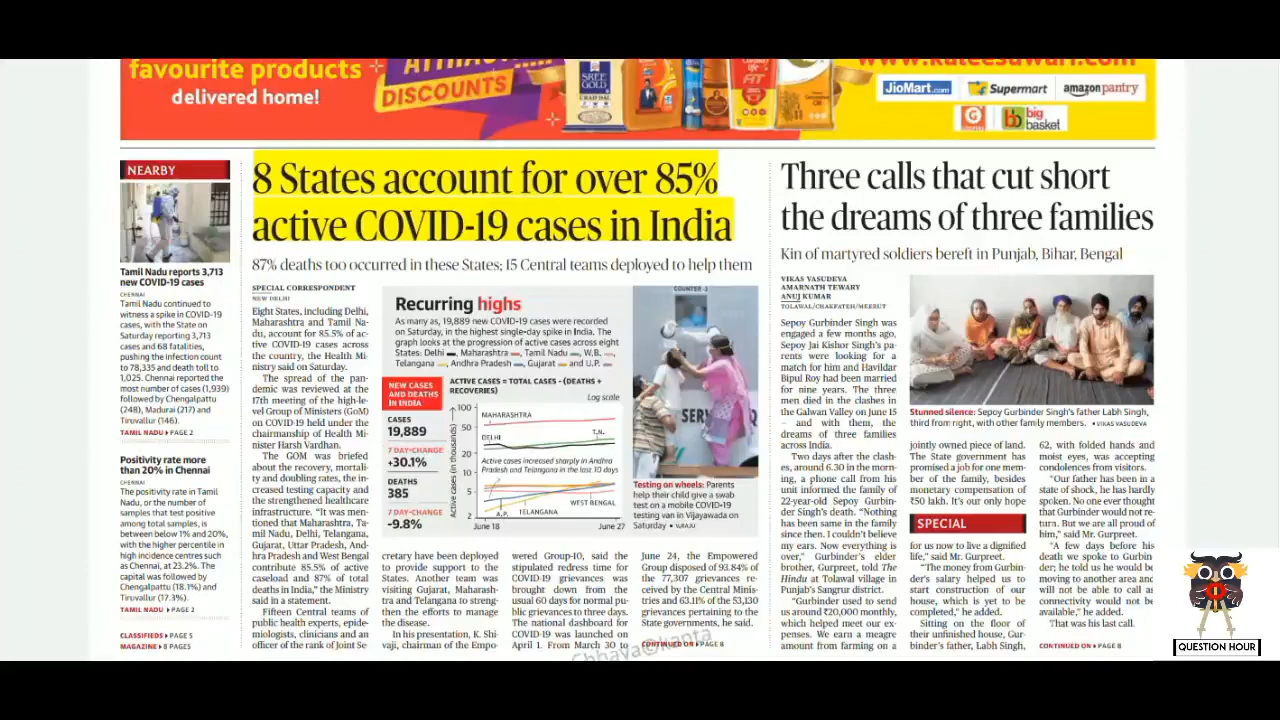 favourite products
delivered home!
DISCOUNTS
SREE
GOLD
FIT
www.kaleesuwari.com
JioMart.com
Supermart
amazon pantry
big
basket
NEARBY
Tamil Nadu reports 3,713
new COVID-19 cases
CHENNAI
Tamil Nadu continued to
witness a spike in COVID-19
cases, with the State on
Saturday reporting 3,713
cases and 68 fatalities,
pushing the infection count
to 78,335 and death toll to
1,025. Chennai reported the
most number of cases (1,939)
followed by Chengalpattu
(248), Madurai (217) and
Tiruvallur (146).
TAMIL NADU PAGE 2
Positivity rate more
than 20% in Chennai
CHENNAI
The positivity rate in Tamil
Nadu, or the number of
samples that test positive
among total samples, is
between below 1% and 20%,
with the higher percentile in
high incidence centres such
as Chennai, at 23.2%. The
capital was followed by
Chengalpattu (18.1%) and
Tiruvallur (17.3%).
TAMIL NADU PAGE 2
CLASSIFIEDS PAGE 5
MAGAZINE 8 PAGES
8 States account for over 85%
active COVID-19 cases in India
87% deaths too occurred in these States; 15 Central teams deployed to help them
SPECIAL CORRESPONDENT
NEW DELHI
Eight States, including Delhi,
Maharashtra and Tamil Na-
du, account for 85.5% of ac-
tive COVID-19 cases across
the country, the Health Mi-
nistry said on Saturday.
The spread of the pan-
demic was reviewed at the
17th meeting of the high-le-
vel Group of Ministers (GoM)
on COVID-19 held under the
chairmanship of Health Mi-
nister Harsh Vardhan.
The GOM was briefed
about the recovery, mortali-
ty and doubling rates, the in-
creased testing capacity and
the strengthened healthcare
infrastructure. "It was men-
tioned that Maharashtra, Ta-
mil Nadu, Delhi, Telangana,
Gujarat, Uttar Pradesh, And-
hra Pradesh and West Bengal
contribute 85.5% of active
caseload and 87% of total
deaths in India," the Ministry
said in a statement.
Fifteen Central teams of
public health experts, epide-
miologists, clinicians and an
officer of the rank of Joint Se-
Recurring highs
As many as, 19,889 new COVID-19 cases were recorded
on Saturday, in the highest single-day spike in India. The
graph looks at the progression of active cases across eight
States: Delhi, Maharashtra, Tamil Nadu, W.B.,
Telangana, Andhra Pradesh, Gujarat and U.P.
NEW CASES
AND DEATHS
IN INDIA
CASES
19,889
7 DAY-CHANGE
+30.1%
DEATHS
385
7 DAY-CHANGE
-9.8%
ACTIVE CASES = TOTAL CASES - (DEATHS +
RECOVERIES)
Log scale
Active cases (in thousands)
100
50
20
10
5
2
MAHARASHTRA
DELHI
T.N.
Active cases increased sharply in Andhra
Pradesh and Telangana in the last 10 days
A.P.
TELANGANA
WEST BENGAL
June 18
June 27
COUNTER-2
Testing on wheels: Parents
help their child give a swab
test on a mobile COVID-19
testing van in Vijayawada on
Saturday
cretary have been deployed
to provide support to the
States. Another team was
visiting Gujarat, Maharash-
tra and Telangana to streng-
then the efforts to manage
the disease.
In his presentation, K. Shi-
vaji, chairman of the Empo-
wered Group-10, said the
stipulated redress time for
COVID-19 grievances was
brought down from the
usual 60 days for normal pu-
blic grievances to three days.
The national dashboard for
COVID-19 was launched on
April 1. From March 30 to
June 24, the Empowered
Group disposed of 93.84% of
the 77,307 grievances re-
ceived by the Central Minis-
tries and 63.11% of the 53,130
grievances pertaining to the
State governments, he said.
CONTINUED ON PAGE 8
Chhaya@kanta
Three calls that cut short
the dreams of three families
Kin of martyred soldiers bereft in Punjab, Bihar, Bengal
VIKAS VASUDEVA
AMARNATH TEWARY
ANUJ KUMAR
TOLAWAL/CHAKFATEH/MEERUT
Sepoy Gurbinder Singh was
engaged a few months ago,
Sepoy Jai Kishor Singh's pa-
rents were looking for a
match for him and Havildar
Bipul Roy had been married
for nine years. The three
men died in the clashes in
the Galwan Valley on June 15
– and with them, the
dreams of three families
across India.
Two days after the clash-
es, around 6.30 in the morn-
ing, a phone call from his
unit informed the family of
22-year-old Sepoy Gurbin-
der Singh's death. "Nothing
has been same in the family
since then. I couldn't believe
my ears. Now everything is
over," Gurbinder's elder
brother, Gurpreet, told The
Hindu at Tolawal village in
Punjab's Sangrur district.
"Gurbinder used to send
us around ₹20,000 monthly,
which helped meet our ex-
penses. We earn a meagre
amount from farming on a
Stunned silence: Sepoy Gurbinder Singh's father Labh Singh,
third from right, with other family members. VIKAS VASUDEVA
jointly owned piece of land.
The State government has
promised a job for one mem-
ber of the family, besides
monetary compensation of
₹50 lakh. It's our only hope
SPECIAL
for us now to live a dignified
life," said Mr. Gurpreet.
"The money from Gurbin-
der's salary helped us to
start construction of our
house, which is yet to be
completed," he added.
Sitting on the floor of
their unfinished house, Gur-
binder's father, Labh Singh,
62, with folded hands and
moist eyes, was accepting
condolences from visitors.
"Our father has been in a
state of shock, he has hardly
spoken. No one ever thought
that Gurbinder would not re-
turn. But we are all proud of
him," said Mr. Gurpreet.
"A few days before his
death we spoke to Gurbin
der; he told us he would be
moving to another area and
will not be able to call as
connectivity would not be
available," he added.
That was his last call.
CONTINUED ON PAGE 8
QUESTION HOUR